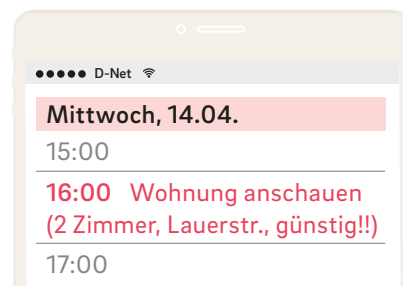 D-Net
Mittwoch, 14.04.
15:00
16:00 Wohnung anschauen
(2 Zimmer, Lauerstr., günstig!!)
17:00